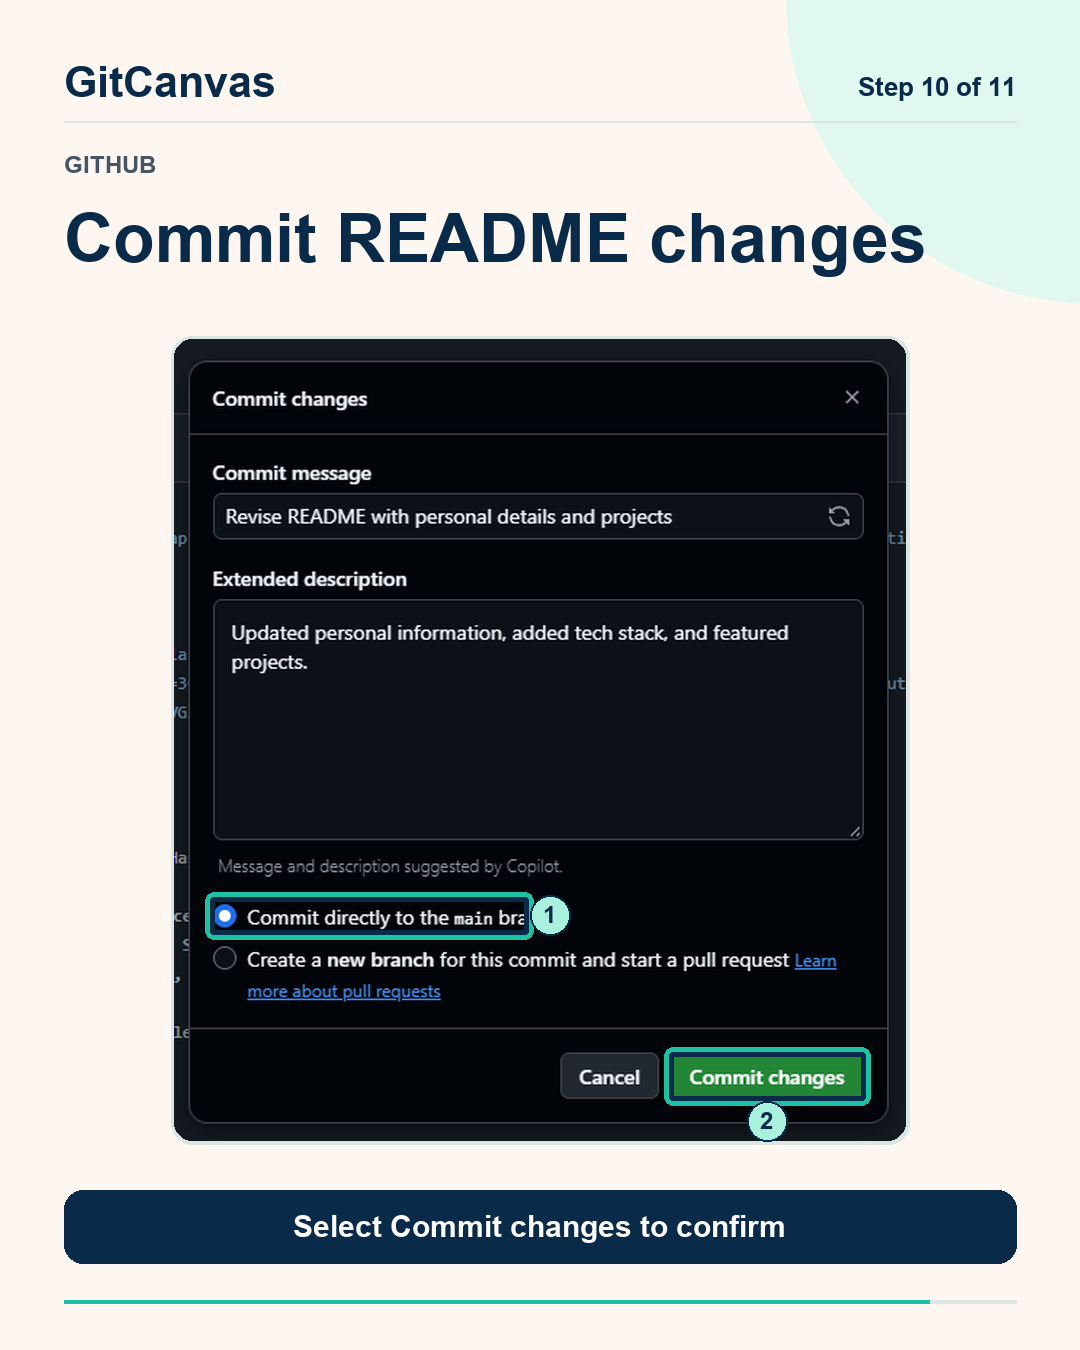 GitCanvas
Step 10 of 11
GITHUB
Commit README changes
Commit changes
Commit message
Revise README with personal details and projects
Extended description
Updated personal information, added tech stack, and featured
projects.
Message and description suggested by Copilot.
Commit directly to the main bra
1
Create a new branch for this commit and start a pull request Learn
more about pull requests
Cancel
Commit changes
2
Select Commit changes to confirm